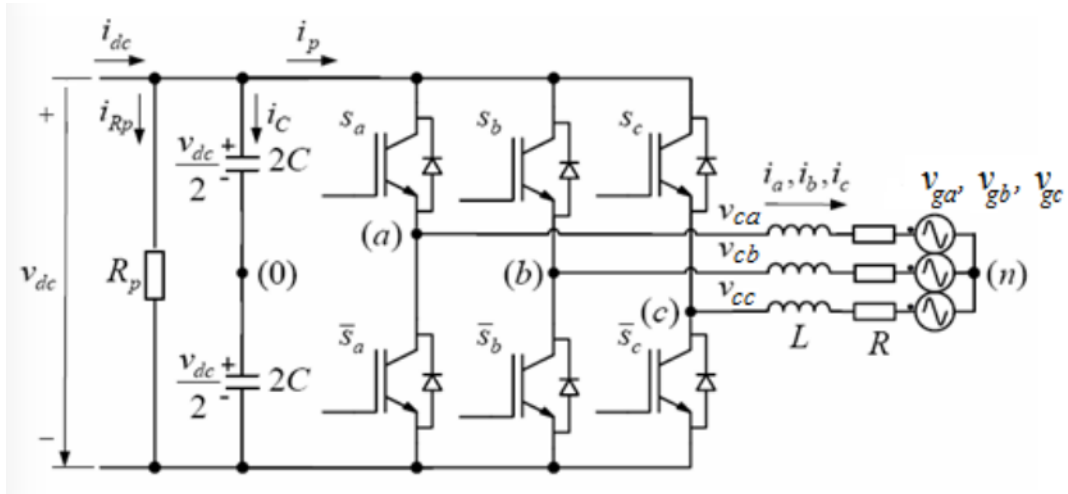 i_dc
i_p
+
i_Rp
i_C
s_a
s_b
s_c
v_dc/2
+
-
2C
i_a, i_b, i_c
v_ga, v_gb, v_gc
v_ca
(a)
v_dc
R_p
(0)
(b)
v_cb
(n)
v_cc
(c)
L
R
s̅_a
s̅_b
s̅_c
v_dc/2
+
-
2C
−